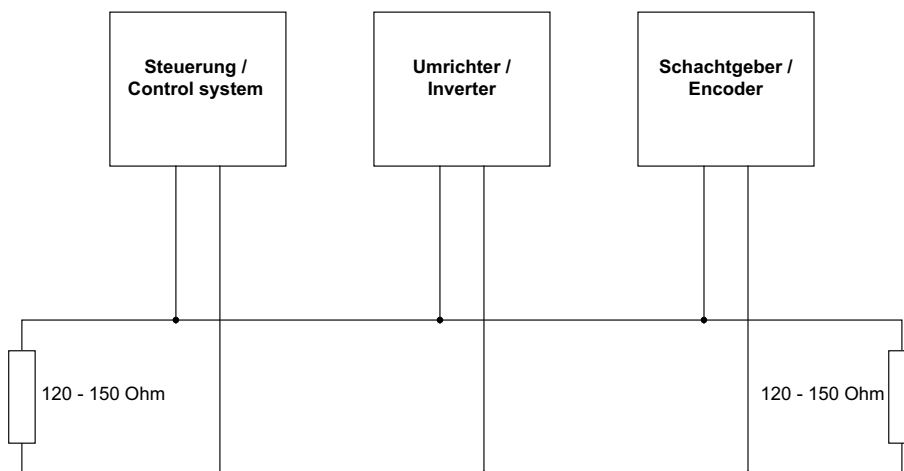 Steuerung /
Control system
Umrichter /
Inverter
Schachtgeber /
Encoder
120 - 150 Ohm
120 - 150 Ohm